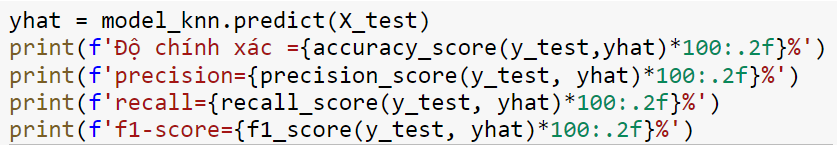 yhat = model_knn.predict(X_test)
print(f'Độ chính xác ={accuracy_score(y_test,yhat)*100:.2f}%')
print(f'precision={precision_score(y_test, yhat)*100:.2f}%')
print(f'recall={recall_score(y_test, yhat)*100:.2f}%')
print(f'f1-score={f1_score(y_test, yhat)*100:.2f}%')